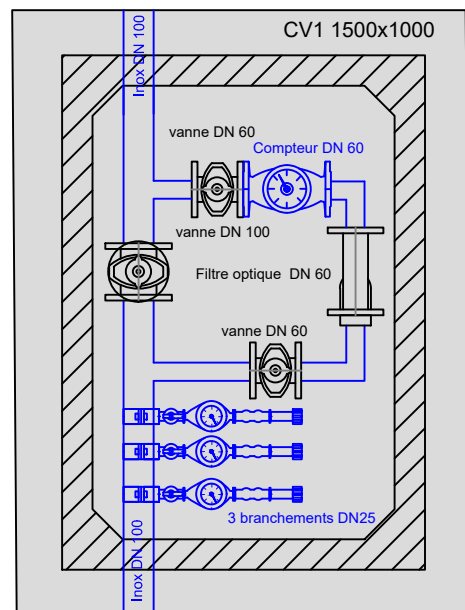 CV1 1500x1000
Inox DN 100
vanne DN 60
Compteur DN 60
vanne DN 100
Filtre optique DN 60
vanne DN 60
3 branchements DN25
Inox DN 100